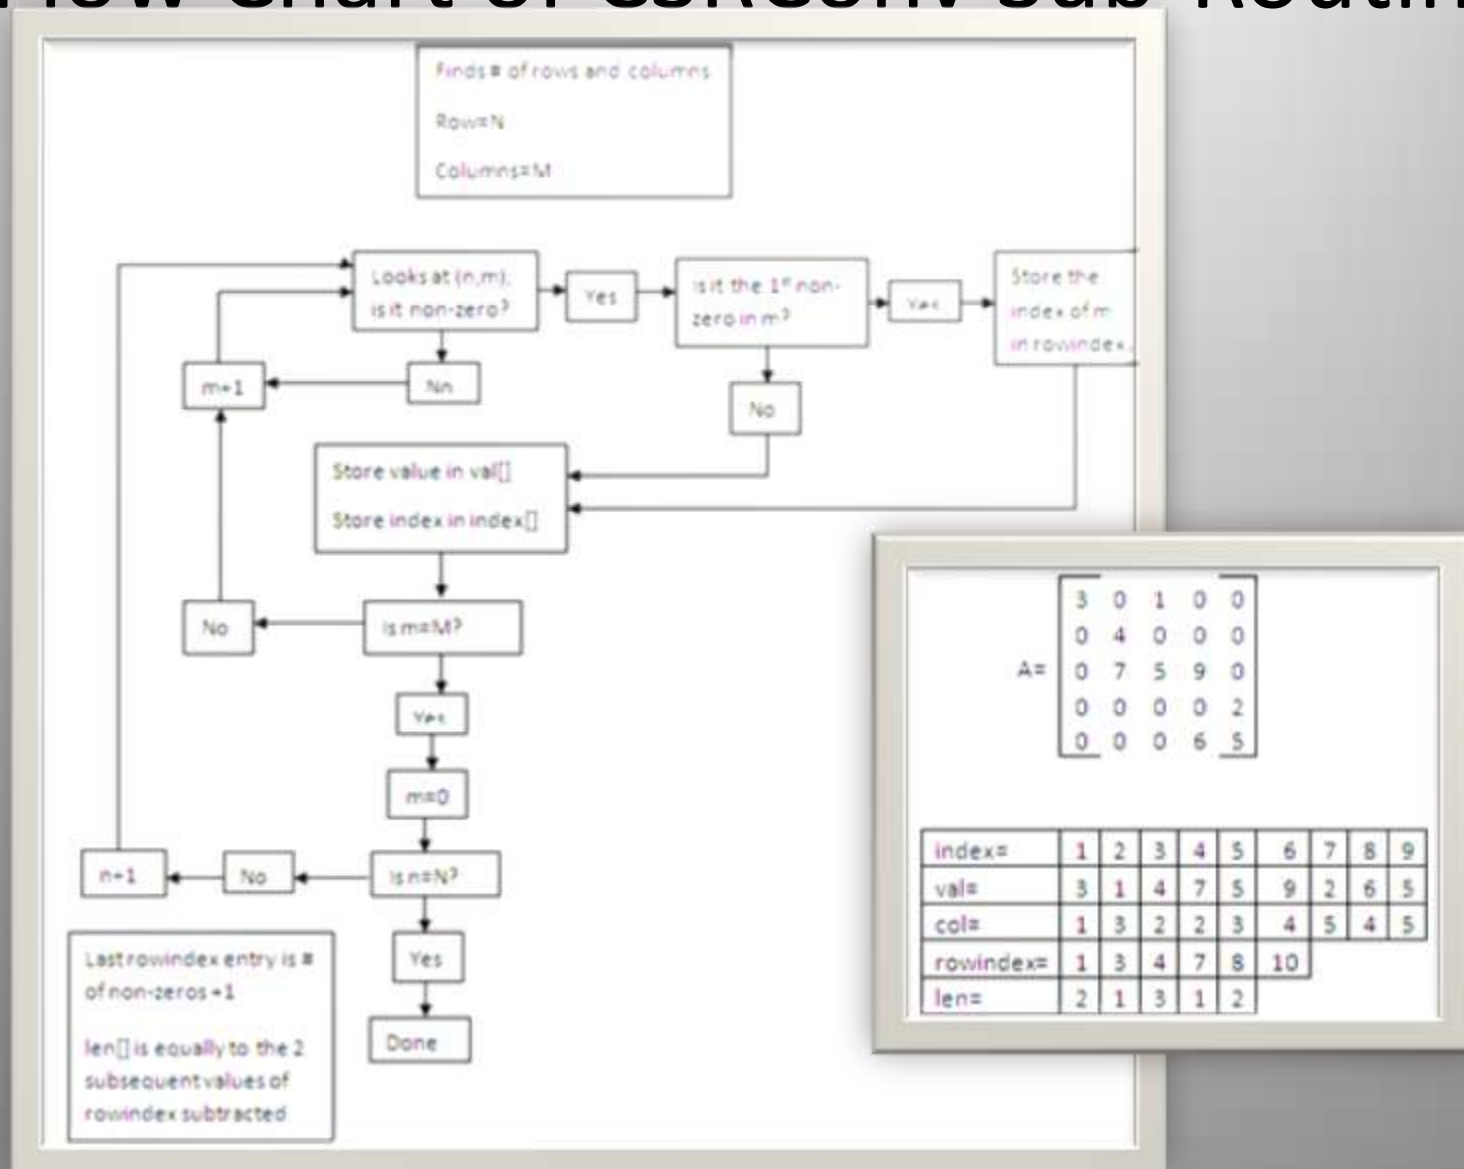 Flow Chart of CSRConv Sub-Routin
Finds # of rows and columns
Row=N
Columns=M
Looks at (n,m),
is it non-zero?
Yes
Is it the 1st non-
zero in m?
Yes
Store the
index of m
in rowindex.
m+1
No
No
Store value in val[]
Store index in index[]
No
Is m=M?
Yes
m=0
n+1
No
Is n=N?
Yes
Done
Last rowindex entry is #
of non-zeros +1
len[] is equally to the 2
subsequent values of
rowindex subtracted
3 0 1 0 0
0 4 0 0 0
A= 0 7 5 9 0
0 0 0 0 2
0 0 0 6 5
index= 1 2 3 4 5 6 7 8 9
val= 3 1 4 7 5 9 2 6 5
col= 1 3 2 2 3 4 5 4 5
rowindex= 1 3 4 7 8 10
len= 2 1 3 1 2